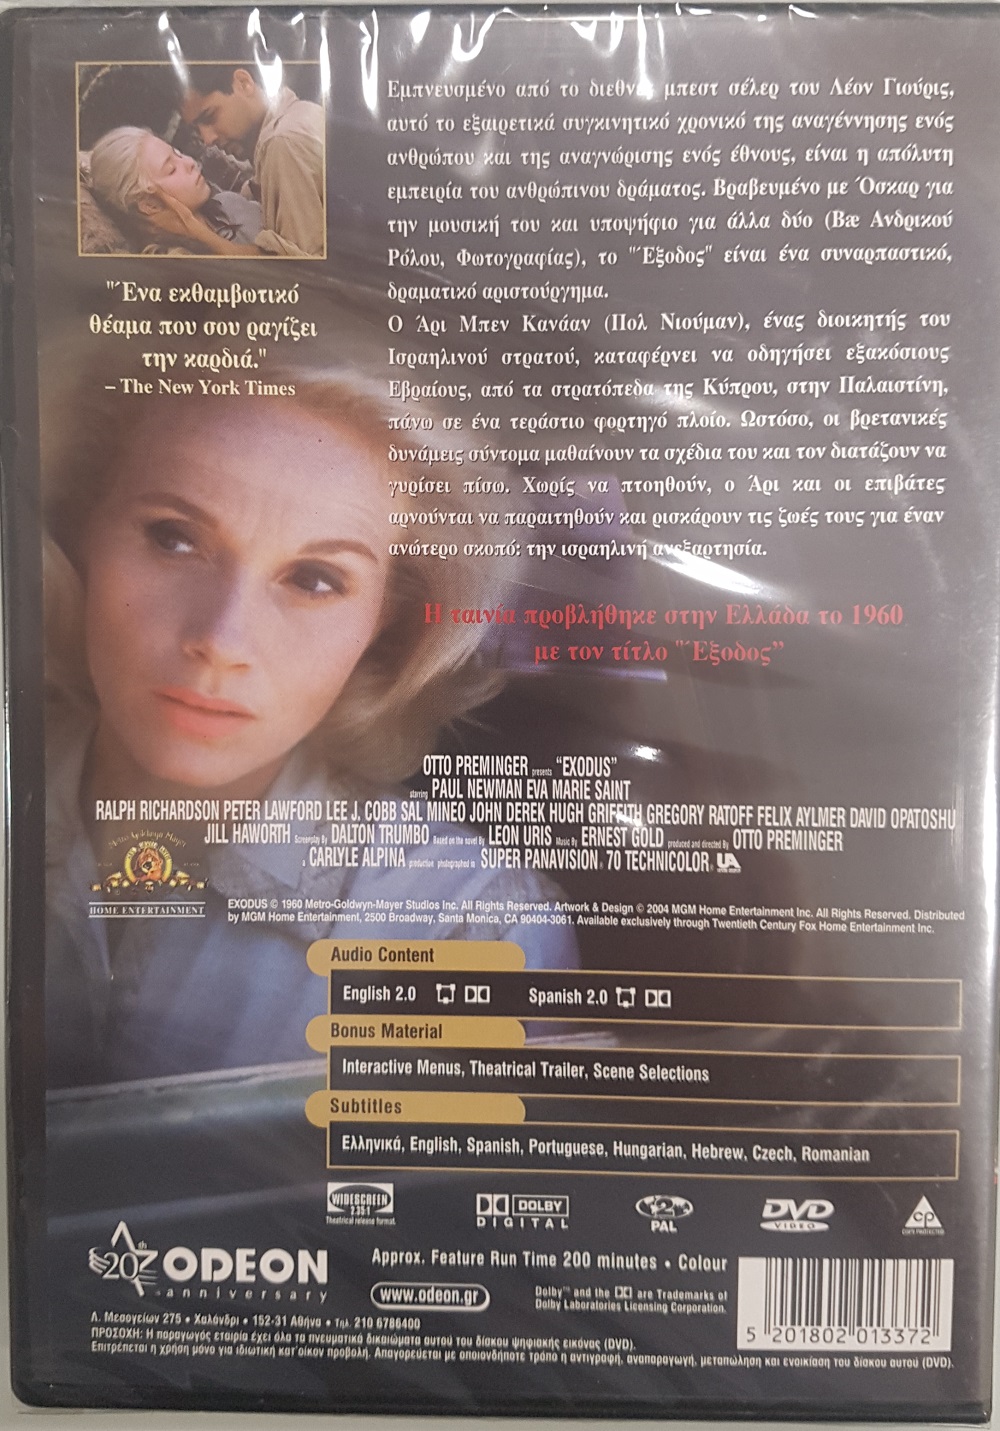 Εμπνευσμένο από το διεθνές μπεστ σέλερ του Λέον Γιούρις,
αυτό το εξαιρετικά συγκινητικό χρονικό της αναγέννησης ενός
ανθρώπου και της αναγνώρισης ενός έθνους, είναι η απόλυτη
εμπειρία του ανθρώπινου δράματος. Βραβευμένο με Όσκαρ για
την μουσική του και υποψήφιο για άλλα δύο (Βæ Ανδρικού
Ρόλου, Φωτογραφίας), το "Έξοδος" είναι ένα συναρπαστικό,
δραματικό αριστούργημα.
Ο Άρι Μπεν Κανάαν (Πολ Νιούμαν), ένας διοικητής του
Ισραηλινού στρατού, καταφέρνει να οδηγήσει εξακόσιους
Εβραίους, από τα στρατόπεδα της Κύπρου, στην Παλαιστίνη,
πάνω σε ένα τεράστιο φορτηγό πλοίο. Ωστόσο, οι βρετανικές
δυνάμεις σύντομα μαθαίνουν τα σχέδια του και τον διατάζουν να
γυρίσει πίσω. Χωρίς να πτοηθούν, ο Άρι και οι επιβάτες
αρνούνται να παραιτηθούν και ρισκάρουν τις ζωές τους για έναν
ανώτερο σκοπό: την ισραηλινή ανεξαρτησία.
"Ένα εκθαμβωτικό
θέαμα που σου ραγίζει
την καρδιά."
– The New York Times
Η ταινία προβλήθηκε στην Ελλάδα το 1960
με τον τίτλο "Έξοδος"
OTTO PREMINGER presents "EXODUS"
starring PAUL NEWMAN EVA MARIE SAINT
RALPH RICHARDSON PETER LAWFORD LEE J. COBB SAL MINEO JOHN DEREK HUGH GRIFFITH GREGORY RATOFF FELIX AYLMER DAVID OPATOSHU
JILL HAWORTH Screenplay By DALTON TRUMBO Based on the novel By LEON URIS Music By ERNEST GOLD produced and directed By OTTO PREMINGER
a CARLYLE ALPINA production photographed in SUPER PANAVISION® 70 TECHNICOLOR® UA
Metro Goldwyn Mayer
HOME ENTERTAINMENT
EXODUS © 1960 Metro-Goldwyn-Mayer Studios Inc. All Rights Reserved. Artwork & Design © 2004 MGM Home Entertainment Inc. All Rights Reserved. Distributed
by MGM Home Entertainment, 2500 Broadway, Santa Monica, CA 90404-3061. Available exclusively through Twentieth Century Fox Home Entertainment Inc.
Audio Content
English 2.0 Spanish 2.0
Bonus Material
Interactive Menus, Theatrical Trailer, Scene Selections
Subtitles
Ελληνικά, English, Spanish, Portuguese, Hungarian, Hebrew, Czech, Romanian
WIDESCREEN
2.35:1
Theatrical release format
DOLBY
DIGITAL
2
PAL
DVD
VIDEO
cp
COPY PROTECTED
20th ODEON
anniversary
Approx. Feature Run Time 200 minutes • Colour
www.odeon.gr
Dolby™ and the are Trademarks of
Dolby Laboratories Licensing Corporation.
5 201802 013372
Λ. Μεσογείων 275 • Χαλάνδρι • 152-31 Αθήνα • Τηλ. 210 6786400
ΠΡΟΣΟΧΗ: Η παραγωγός εταιρία έχει όλα τα πνευματικά δικαιώματα αυτού του δίσκου ψηφιακής εικόνας (DVD).
Επιτρέπεται η χρήση μόνο για ιδιωτική κατ'οίκον προβολή. Απαγορεύεται με οποιονδήποτε τρόπο η αντιγραφή, αναπαραγωγή, μεταπώληση και ενοικίαση του δίσκου αυτού (DVD).